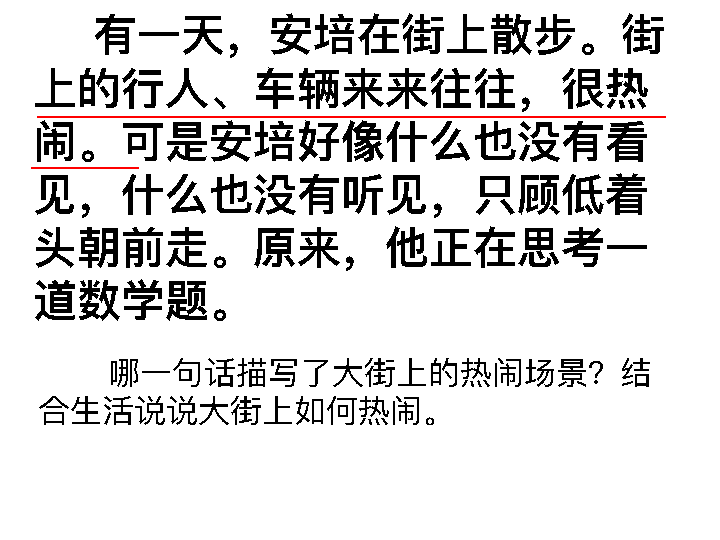 有一天，安培在街上散步。街
上的行人、车辆来来往往，很热
闹。可是安培好像什么也没有看
见，什么也没有听见，只顾低着
头朝前走。原来，他正在思考一
道数学题。
哪一句话描写了大街上的热闹场景？结
合生活说说大街上如何热闹。